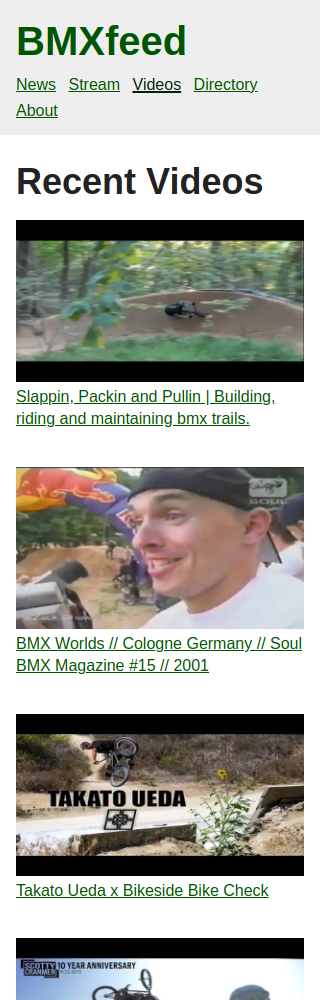 BMXfeed
News Stream Videos Directory
About
Recent Videos
Slappin, Packin and Pullin | Building,
riding and maintaining bmx trails.
SOUL
BMX Worlds // Cologne Germany // Soul
BMX Magazine #15 // 2001
TAKATO UEDA
Takato Ueda x Bikeside Bike Check
SCOTTY
CRANMER
10 YEAR ANNIVERSARY